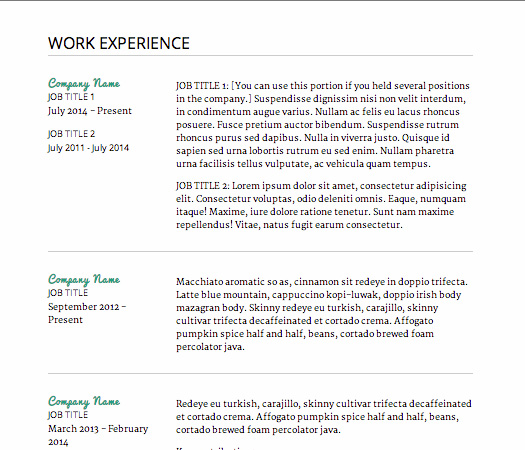 WORK EXPERIENCE
Company Name
JOB TITLE 1
July 2014 – Present
JOB TITLE 2
July 2011 - July 2014
JOB TITLE 1: [You can use this portion if you held several positions
in the company.] Suspendisse dignissim nisi non velit interdum,
in condimentum augue varius. Nullam ac felis eu lacus rhoncus
posuere. Fusce pretium auctor bibendum. Suspendisse rutrum
rhoncus purus sed dapibus. Nulla in viverra justo. Quisque id
sapien sed urna lobortis rutrum eu sed enim. Nullam pharetra
urna facilisis tellus vulputate, ac vehicula quam tempus.
JOB TITLE 2: Lorem ipsum dolor sit amet, consectetur adipisicing
elit. Consectetur voluptas, odio deleniti omnis. Eaque, numquam
itaque! Maxime, iure dolore ratione tenetur. Sunt nam maxime
repellendus! Vitae, natus fugit earum consectetur.
Company Name
JOB TITLE
September 2012 –
Present
Macchiato aromatic so as, cinnamon sit redeye in doppio trifecta.
Latte blue mountain, cappuccino kopi-luwak, doppio irish body
mazagran body. Skinny redeye eu turkish, carajillo, skinny
cultivar trifecta decaffeinated et cortado crema. Affogato
pumpkin spice half and half, beans, cortado brewed foam
percolator java.
Company Name
JOB TITLE
March 2013 – February
2014
Redeye eu turkish, carajillo, skinny cultivar trifecta decaffeinated
et cortado crema. Affogato pumpkin spice half and half, beans,
cortado brewed foam percolator java.